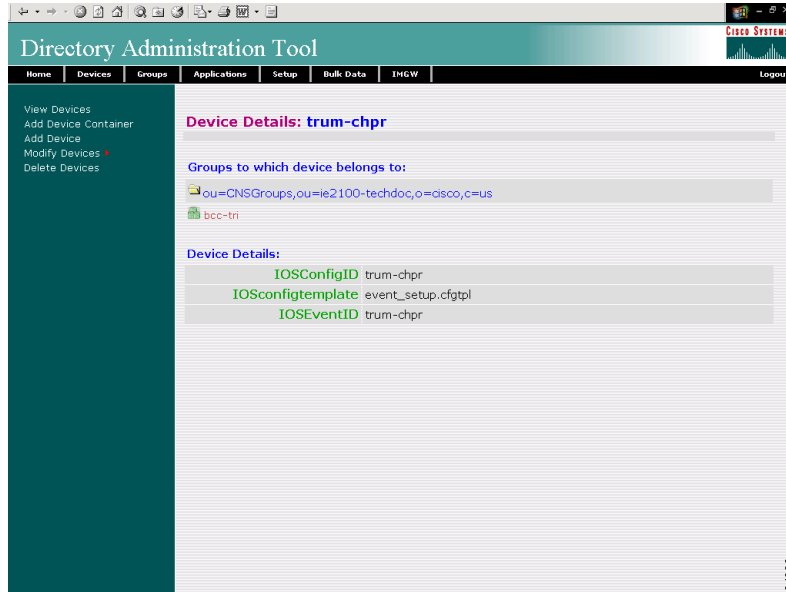 CISCO SYSTEMS
Directory Administration Tool
Home Devices Groups Applications Setup Bulk Data IMGW Logou
View Devices
Add Device Container
Add Device
Modify Devices
Delete Devices
Device Details: trum-chpr
Groups to which device belongs to:
ou=CNSGroups,ou=ie2100-techdoc,o=cisco,c=us
bcc-tri
Device Details:
IOSConfigID trum-chpr
IOSconfigtemplate event_setup.cfgtpl
IOSEventID trum-chpr